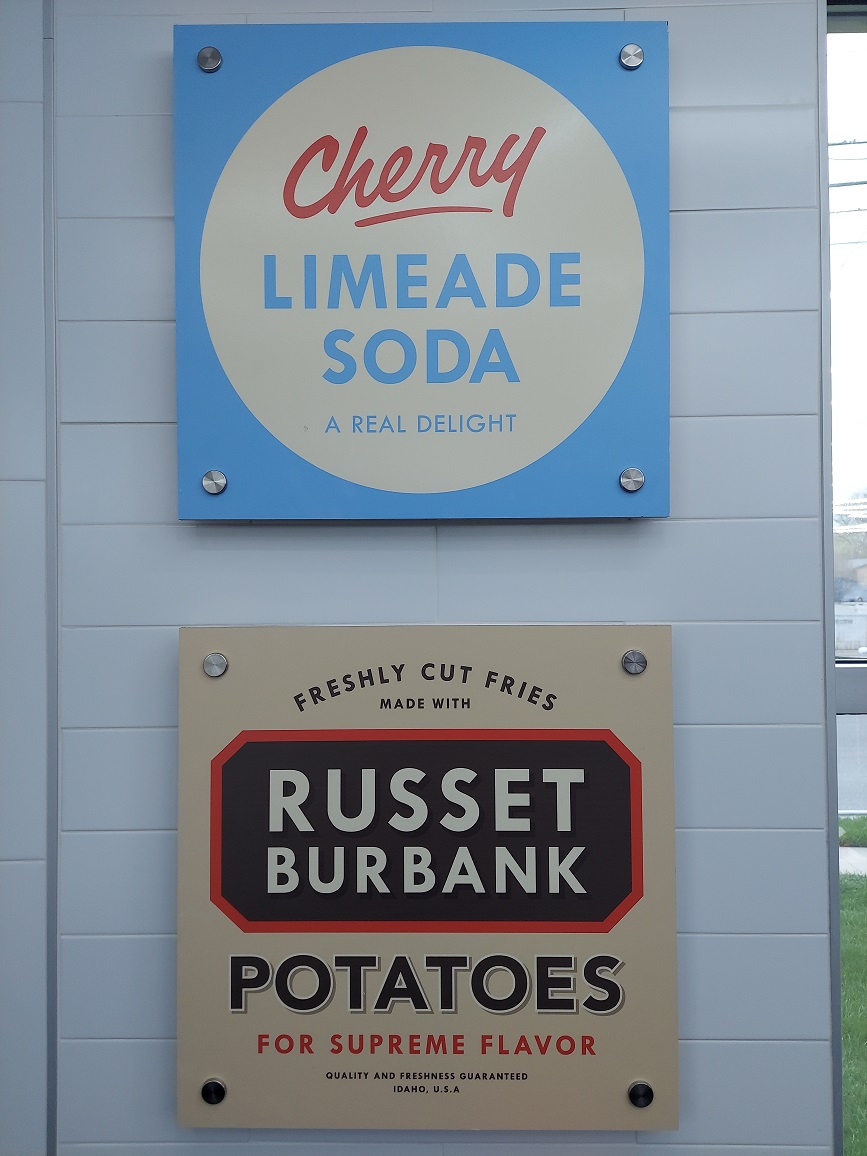 Cherry
LIMEADE
SODA
A REAL DELIGHT
FRESHLY CUT FRIES
MADE WITH
RUSSET
BURBANK
POTATOES
FOR SUPREME FLAVOR
QUALITY AND FRESHNESS GUARANTEED
IDAHO, U.S.A